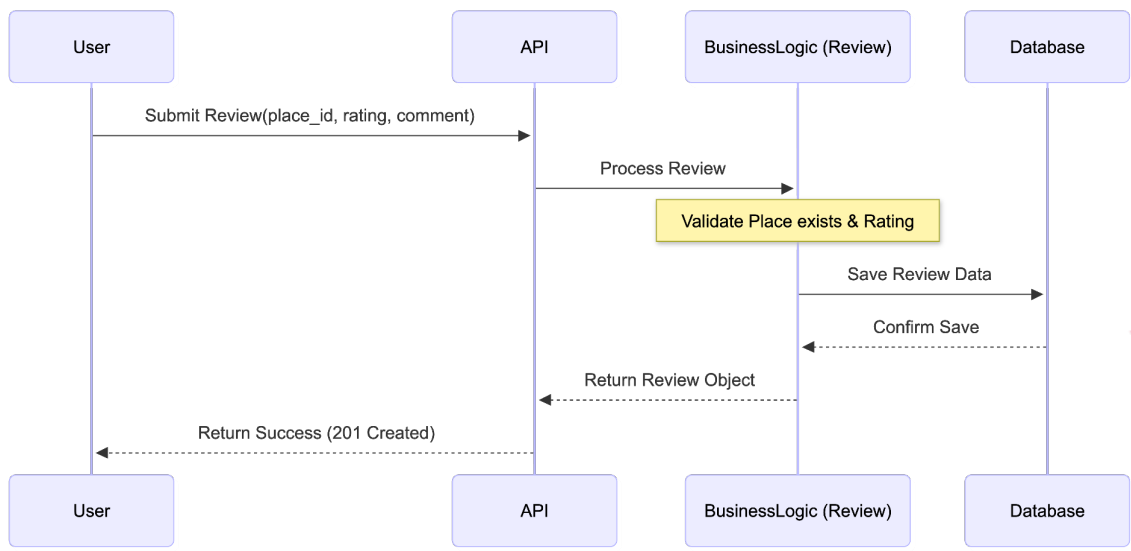 User
API
BusinessLogic (Review)
Database
Submit Review(place_id, rating, comment)
Process Review
Validate Place exists & Rating
Save Review Data
Confirm Save
Return Review Object
Return Success (201 Created)
User
API
BusinessLogic (Review)
Database